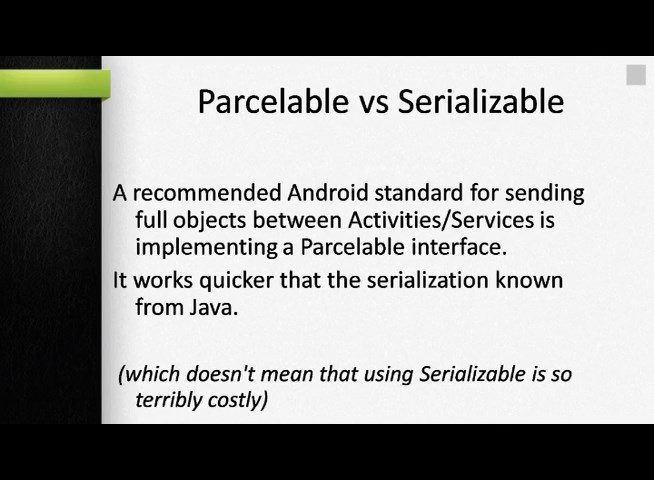 Parcelable vs Serializable
A recommended Android standard for sending
full objects between Activities/Services is
implementing a Parcelable interface.
It works quicker that the serialization known
from Java.
(which doesn't mean that using Serializable is so
terribly costly)